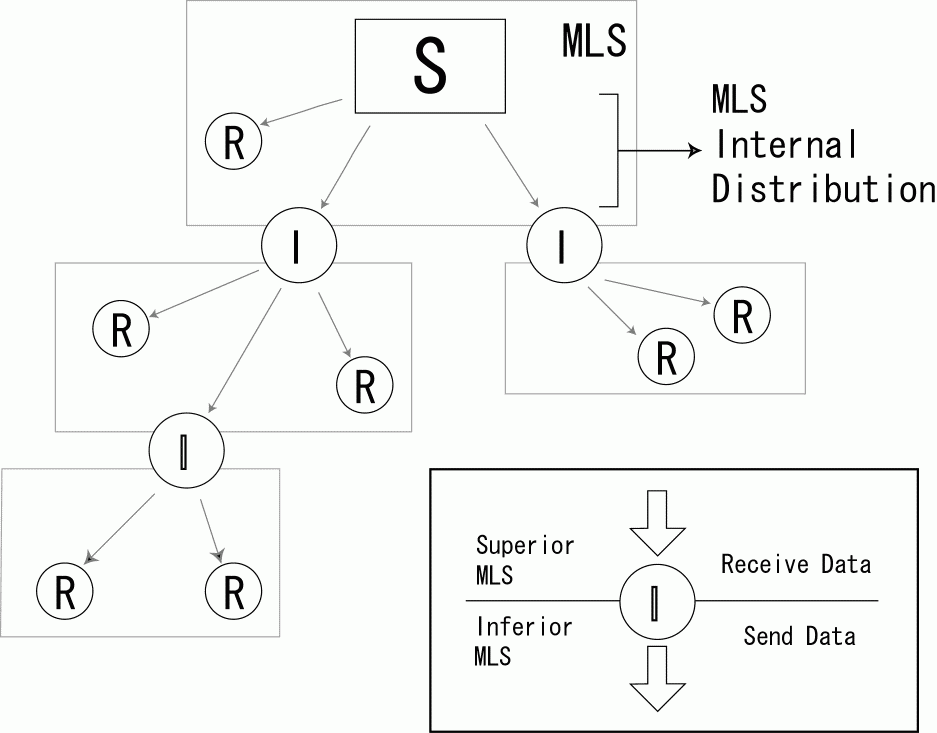 S
MLS
MLS
Internal
Distribution
R
I
I
R
R
R
R
I
R
R
Superior
MLS
Receive Data
I
Inferior
MLS
Send Data